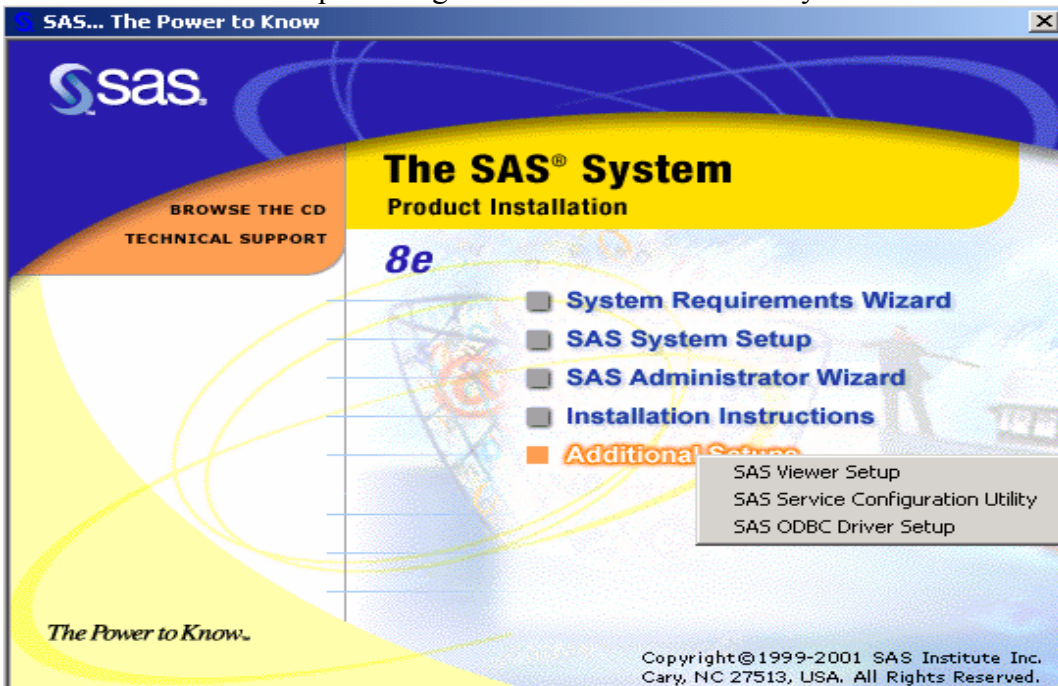 SAS... The Power to Know
sas.
The SAS® System
Product Installation
BROWSE THE CD
TECHNICAL SUPPORT
8e
System Requirements Wizard
SAS System Setup
SAS Administrator Wizard
Installation Instructions
Additional Setups
SAS Viewer Setup
SAS Service Configuration Utility
SAS ODBC Driver Setup
The Power to Know™
Copyright©1999-2001 SAS Institute Inc.
Cary, NC 27513, USA. All Rights Reserved.